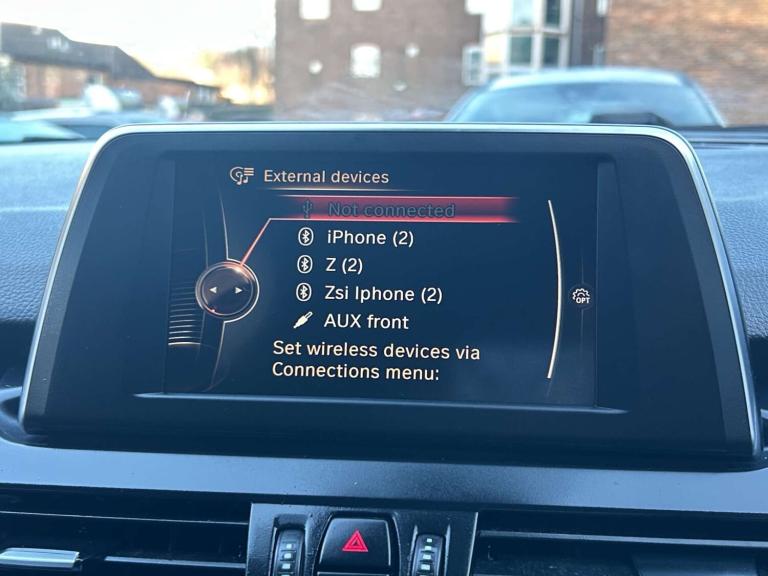 External devices
Not connected
iPhone (2)
Z (2)
Zsi Iphone (2)
AUX front
OPT
Set wireless devices via
Connections menu: